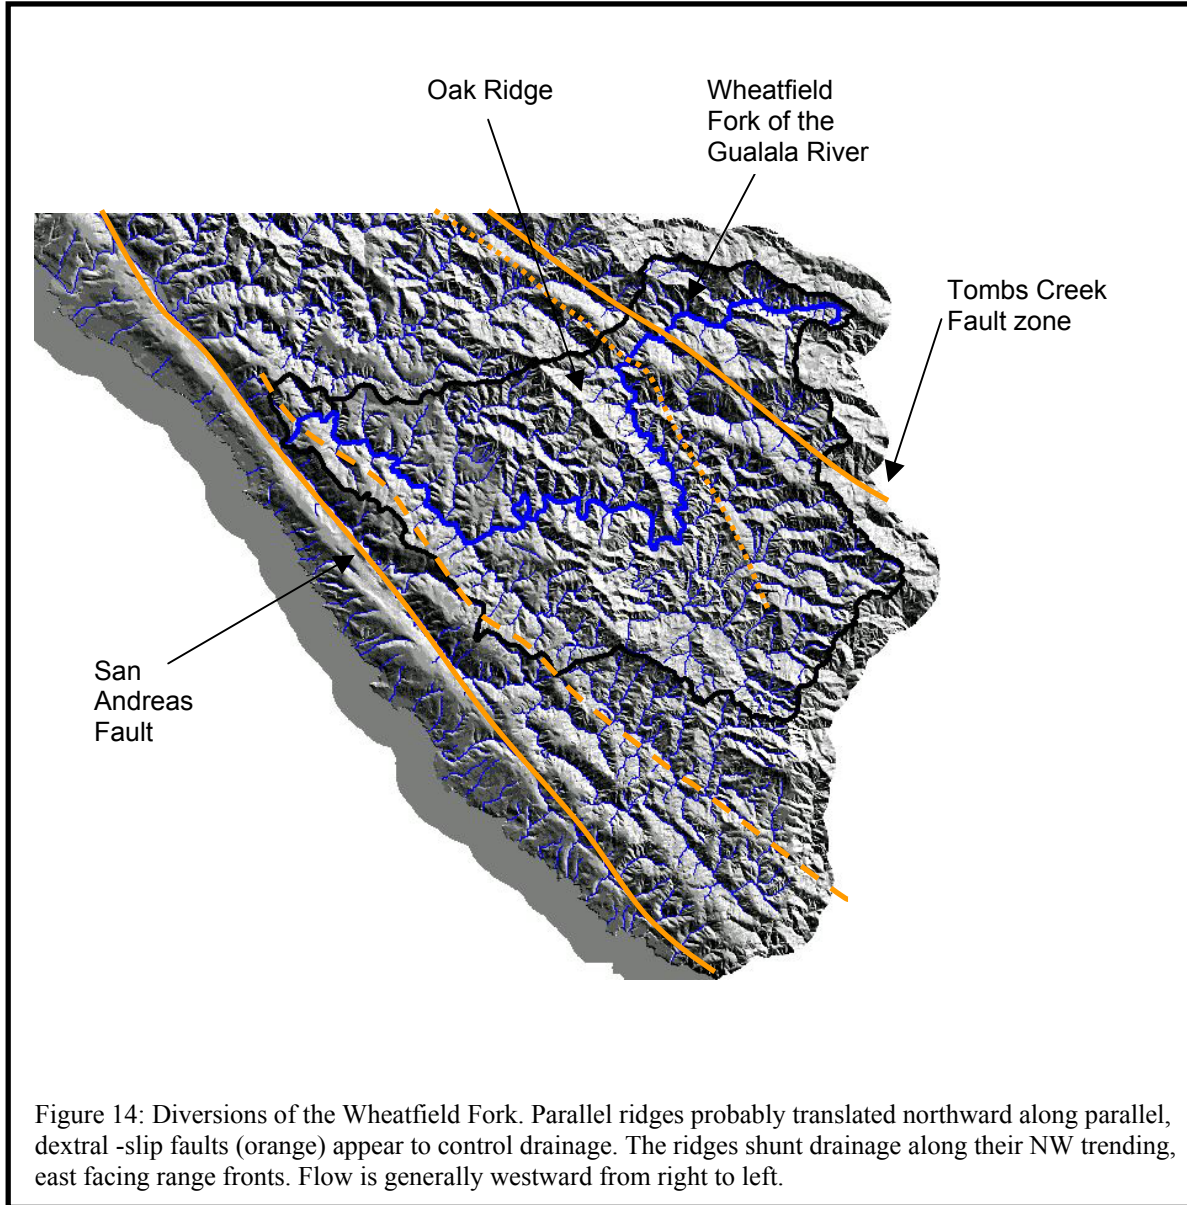 Oak Ridge
Wheatfield
Fork of the
Gualala River
Tombs Creek
Fault zone
San
Andreas
Fault
Figure 14: Diversions of the Wheatfield Fork. Parallel ridges probably translated northward along parallel,
dextral -slip faults (orange) appear to control drainage. The ridges shunt drainage along their NW trending,
east facing range fronts. Flow is generally westward from right to left.